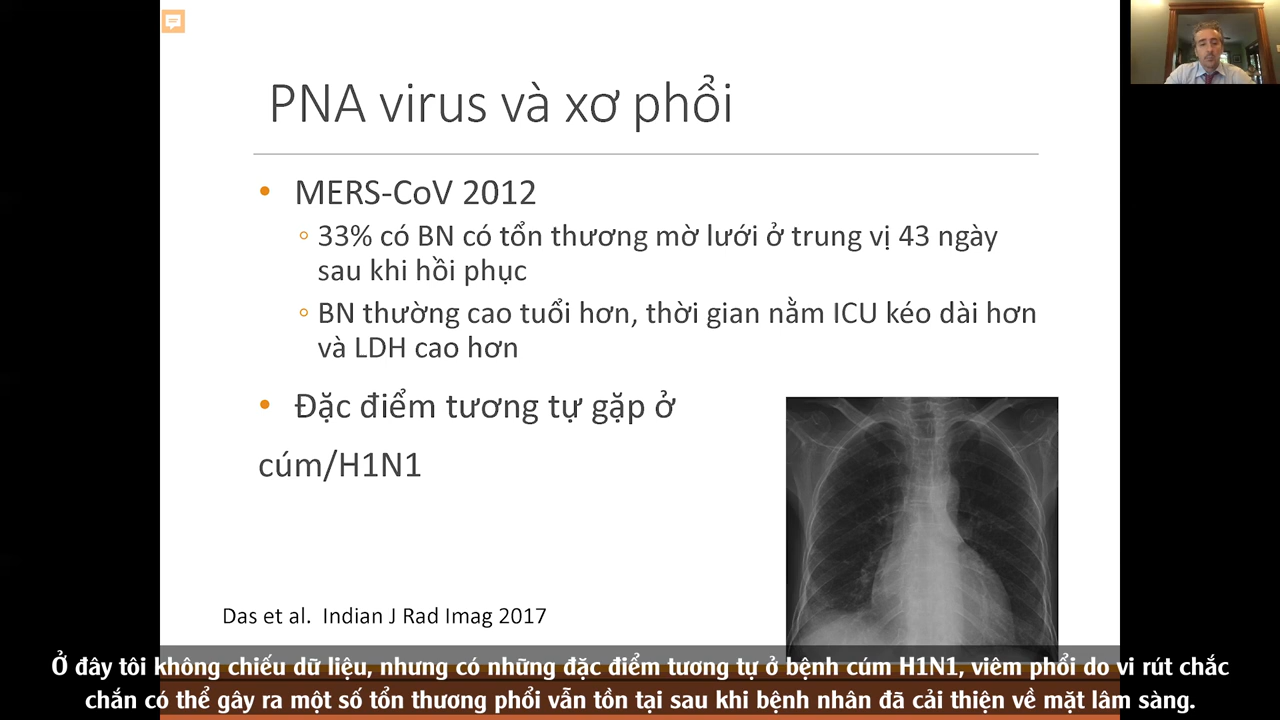 PNA virus và xơ phổi
• MERS-CoV 2012
◦ 33% có BN có tổn thương mờ lưới ở trung vị 43 ngày
sau khi hồi phục
◦ BN thường cao tuổi hơn, thời gian nằm ICU kéo dài hơn
và LDH cao hơn
• Đặc điểm tương tự gặp ở
cúm/H1N1
Das et al. Indian J Rad Imag 2017
Ở đây tôi không chiếu dữ liệu, nhưng có những đặc điểm tương tự ở bệnh cúm H1N1, viêm phổi do vi rút chắc
chắn có thể gây ra một số tổn thương phổi vẫn tồn tại sau khi bệnh nhân đã cải thiện về mặt lâm sàng.